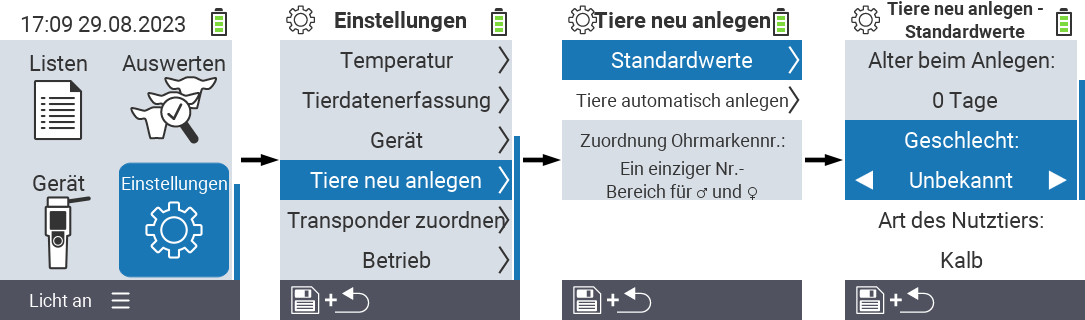 17:09 29.08.2023
Listen
Auswerten
Gerät
Einstellungen
Licht an
Einstellungen
Temperatur
Tierdatenerfassung
Gerät
Tiere neu anlegen
Transponder zuordnen
Betrieb
+
Tiere neu anlegen
Standardwerte
Tiere automatisch anlegen
Zuordnung Ohrmarkennr.:
Ein einziger Nr.-
Bereich für ♂ und ♀
+
Tiere neu anlegen -
Standardwerte
Alter beim Anlegen:
0 Tage
Geschlecht:
Unbekannt
Art des Nutztiers:
Kalb
+